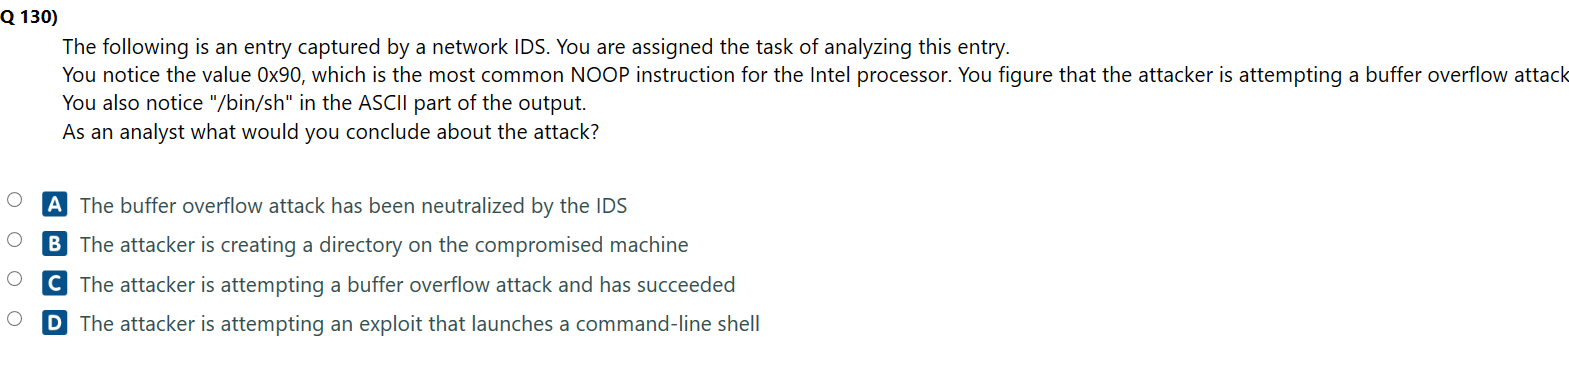 Q 130)
The following is an entry captured by a network IDS. You are assigned the task of analyzing this entry.
You notice the value 0x90, which is the most common NOOP instruction for the Intel processor. You figure that the attacker is attempting a buffer overflow attack
You also notice "/bin/sh" in the ASCII part of the output.
As an analyst what would you conclude about the attack?
A The buffer overflow attack has been neutralized by the IDS
B The attacker is creating a directory on the compromised machine
C The attacker is attempting a buffer overflow attack and has succeeded
D The attacker is attempting an exploit that launches a command-line shell